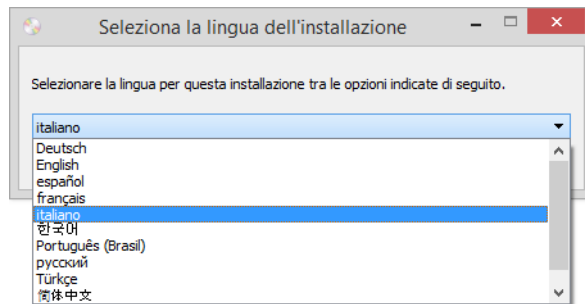 Seleziona la lingua dell'installazione
Selezionare la lingua per questa installazione tra le opzioni indicate di seguito.
italiano
Deutsch
English
español
français
italiano
한국어
Português (Brasil)
русский
Türkçe
简体中文